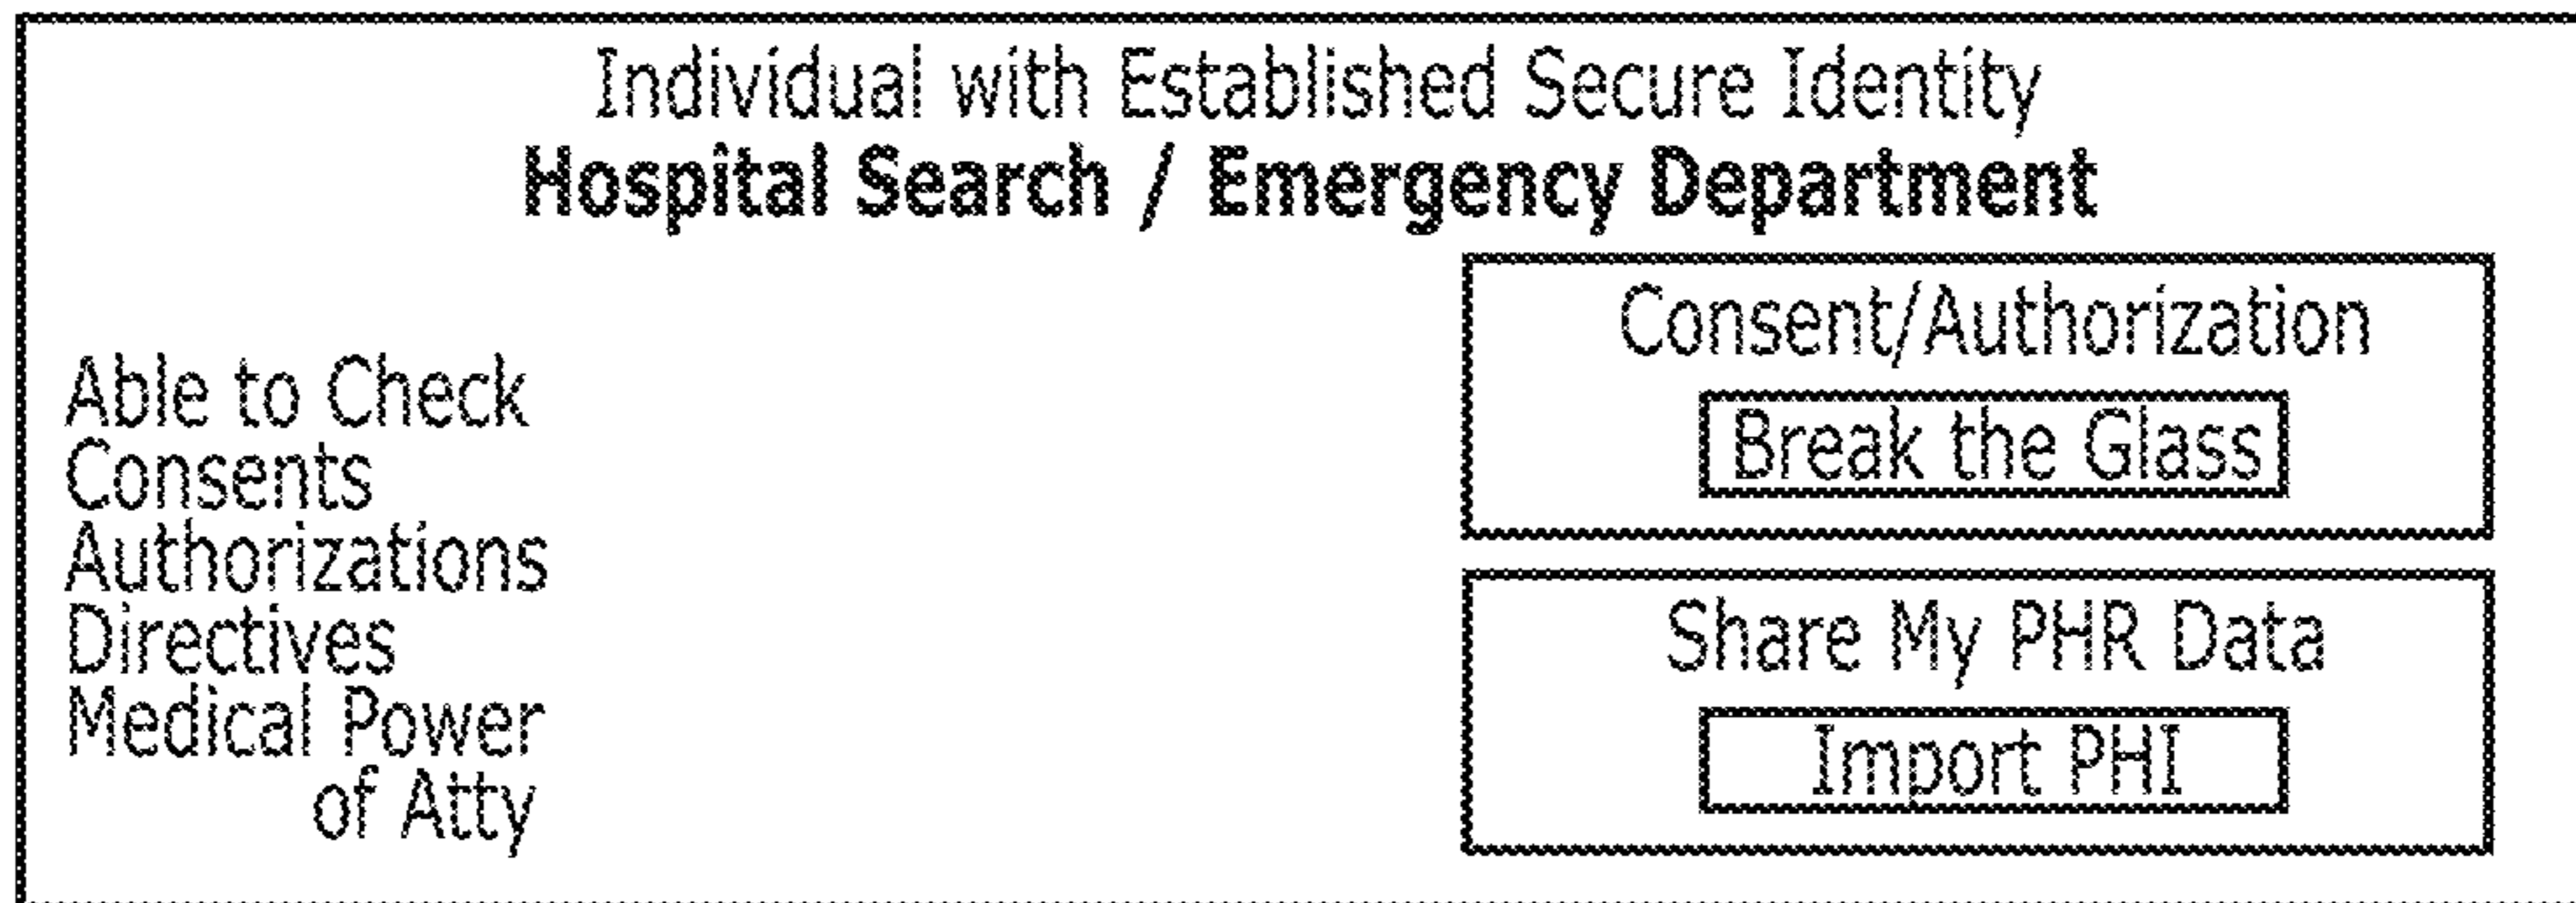 Individual with Established Secure Identity
Hospital Search / Emergency Department
Able to Check
Consents
Authorizations
Directives
Medical Power
of Atty
Consent/Authorization
Break the Glass
Share My PHR Data
Import PHI